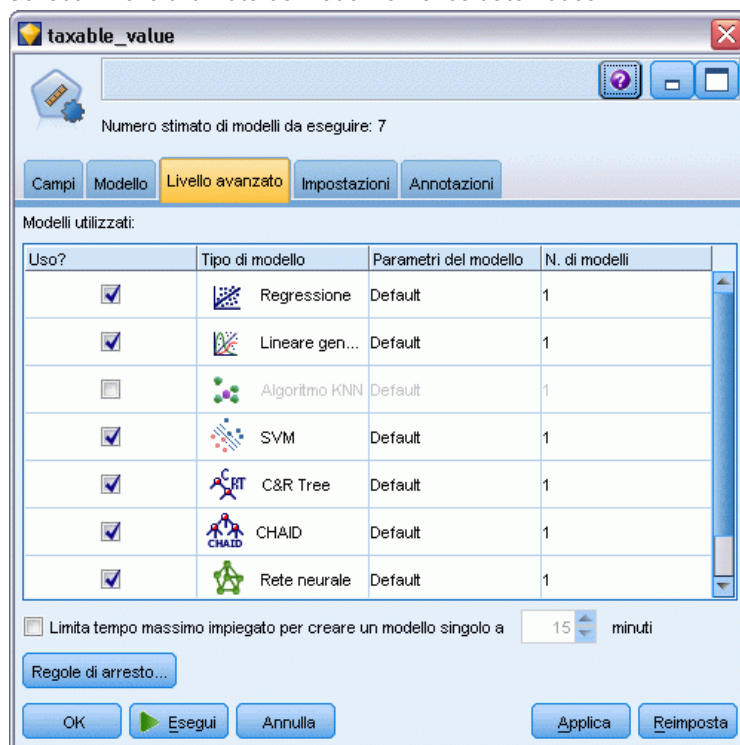 taxable_value
Numero stimato di modelli da eseguire: 7
Campi Modello Livello avanzato Impostazioni Annotazioni
Modelli utilizzati:
Uso? Tipo di modello Parametri del modello N. di modelli
Regressione Default 1
Lineare gen... Default 1
Algoritmo KNN Default 1
SVM Default 1
C&R Tree Default 1
CHAID Default 1
Rete neurale Default 1
Limita tempo massimo impiegato per creare un modello singolo a 15 minuti
Regole di arresto...
OK Esegui Annulla Applica Reimposta